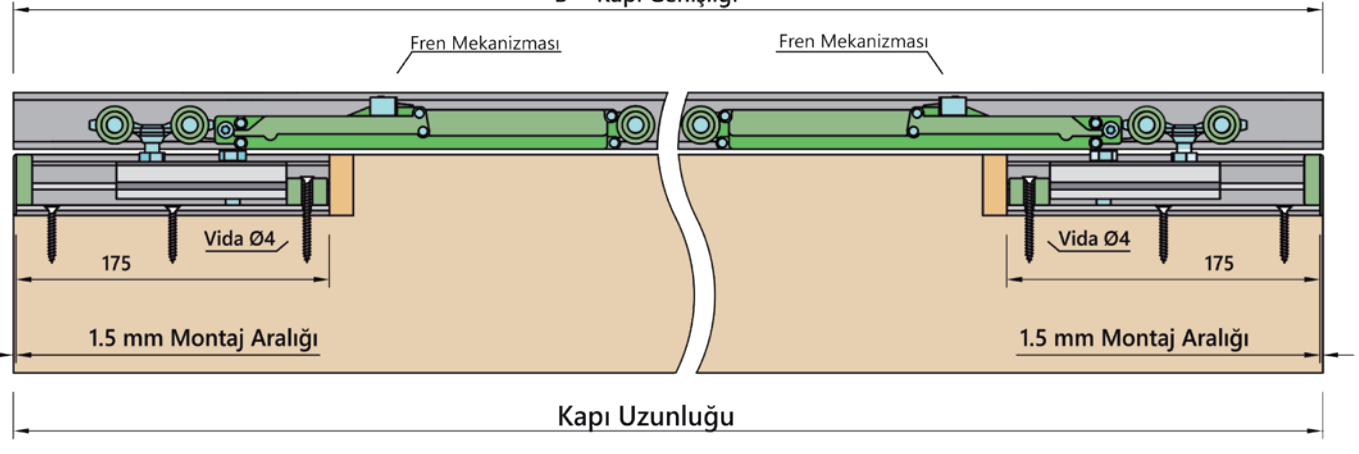 Fren Mekanizması
Fren Mekanizması
Vida Ø4
Vida Ø4
175
175
1.5 mm Montaj Aralığı
1.5 mm Montaj Aralığı
Kapı Uzunluğu